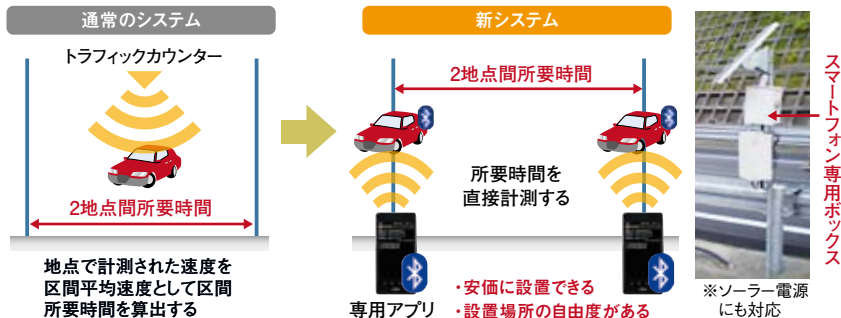 通常のシステム
トラフィックカウンター
2地点間所要時間
地点で計測された速度を
区間平均速度として区間
所要時間を算出する
新システム
2地点間所要時間
所要時間を
直接計測する
専用アプリ
・安価に設置できる
・設置場所の自由度がある
スマートフォン専用ボックス
※ソーラー電源
にも対応